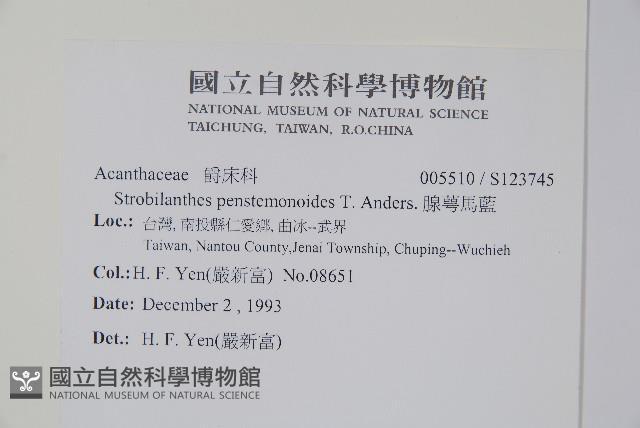 國立自然科學博物館
NATIONAL MUSEUM OF NATURAL SCIENCE
TAICHUNG, TAIWAN, R.O.CHINA
Acanthaceae 爵床科 005510 / S123745
Strobilanthes penstemonoides T. Anders. 腺萼馬藍
Loc.: 台灣, 南投縣仁愛鄉, 曲冰--武界
Taiwan, Nantou County,Jenai Township, Chuping--Wuchieh
Col.: H. F. Yen(嚴新富) No.08651
Date: December 2 , 1993
Det.: H. F. Yen(嚴新富)
國立自然科學博物館
NATIONAL MUSEUM OF NATURAL SCIENCE